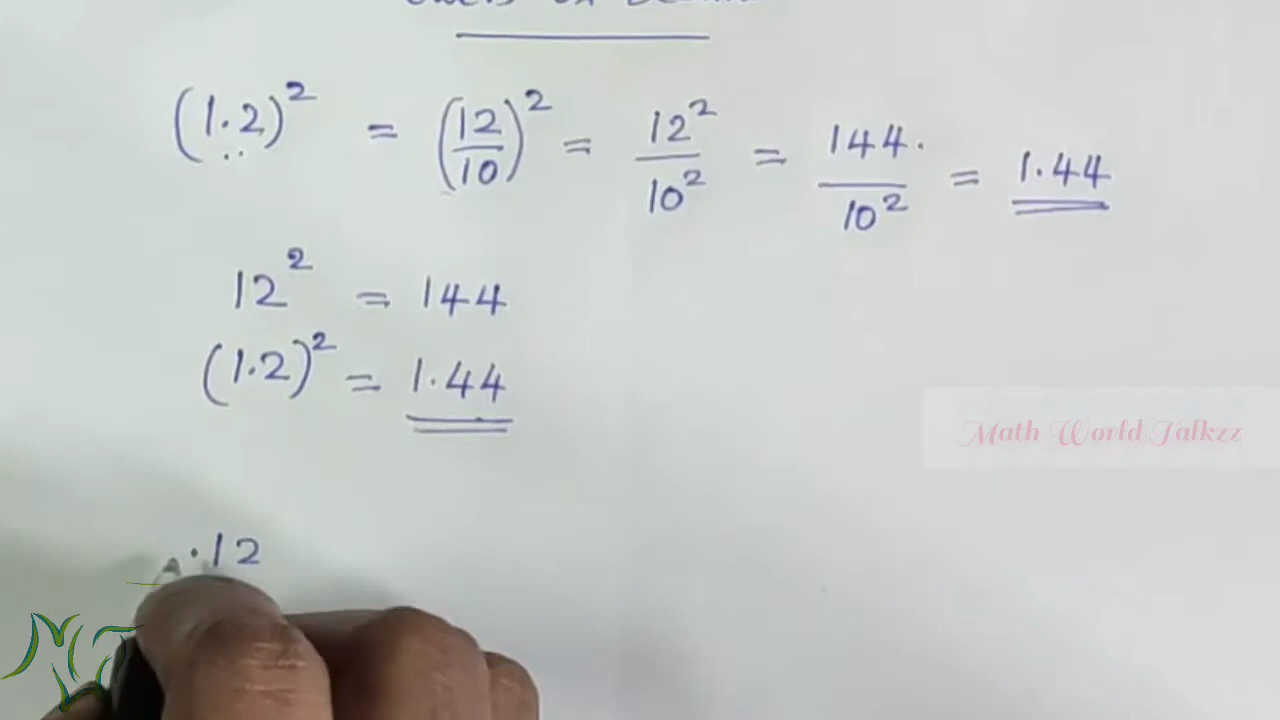 (1.2)² = (12/10)² = 12²/10² = 144./10² = 1.44
12² = 144
(1.2)² = 1.44
Math World Talkzz
.12